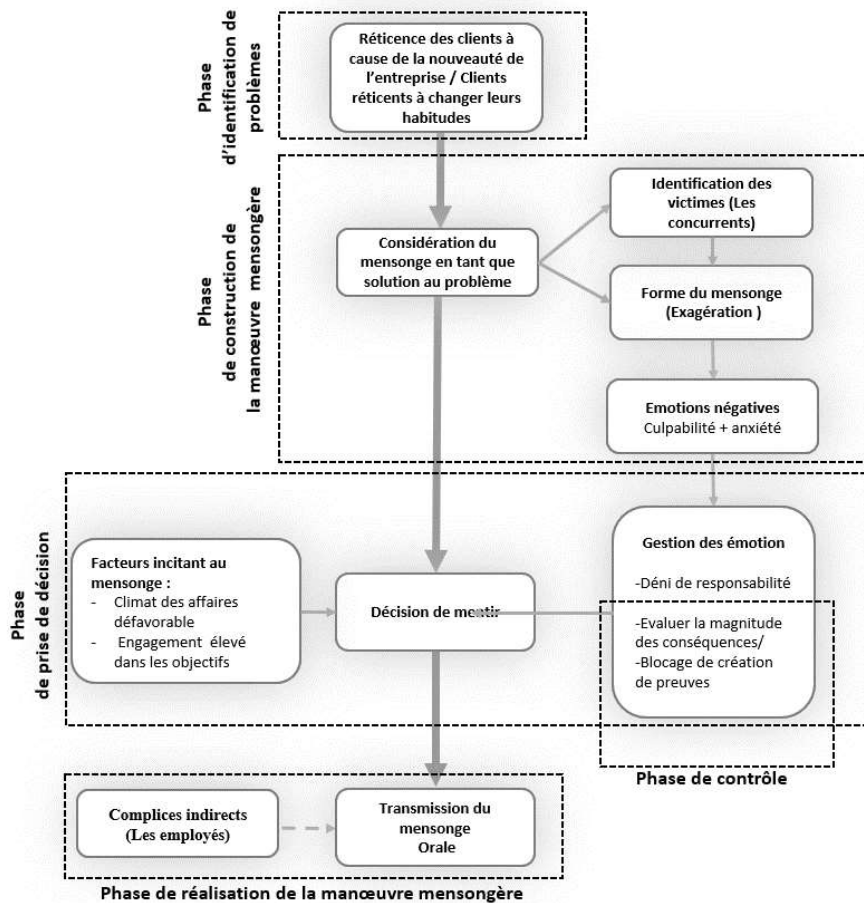 Phase
d'identification de
problèmes
Réticence des clients à
cause de la nouveauté de
l'entreprise / Clients
réticents à changer leurs
habitudes
Phase
de construction de
la manœuvre mensongère
Considération du
mensonge en tant que
solution au problème
Identification des
victimes (Les
concurrents)
Forme du mensonge
(Exagération )
Emotions négatives
Culpabilité + anxiété
Phase
de prise de décision
Facteurs incitant au
mensonge :
- Climat des affaires
défavorable
- Engagement élevé
dans les objectifs
Décision de mentir
Gestion des émotion
-Déni de responsabilité
-Evaluer la magnitude
des conséquences/
-Blocage de création
de preuves
Phase de contrôle
Complices indirects
(Les employés)
Transmission du
mensonge
Orale
Phase de réalisation de la manœuvre mensongère